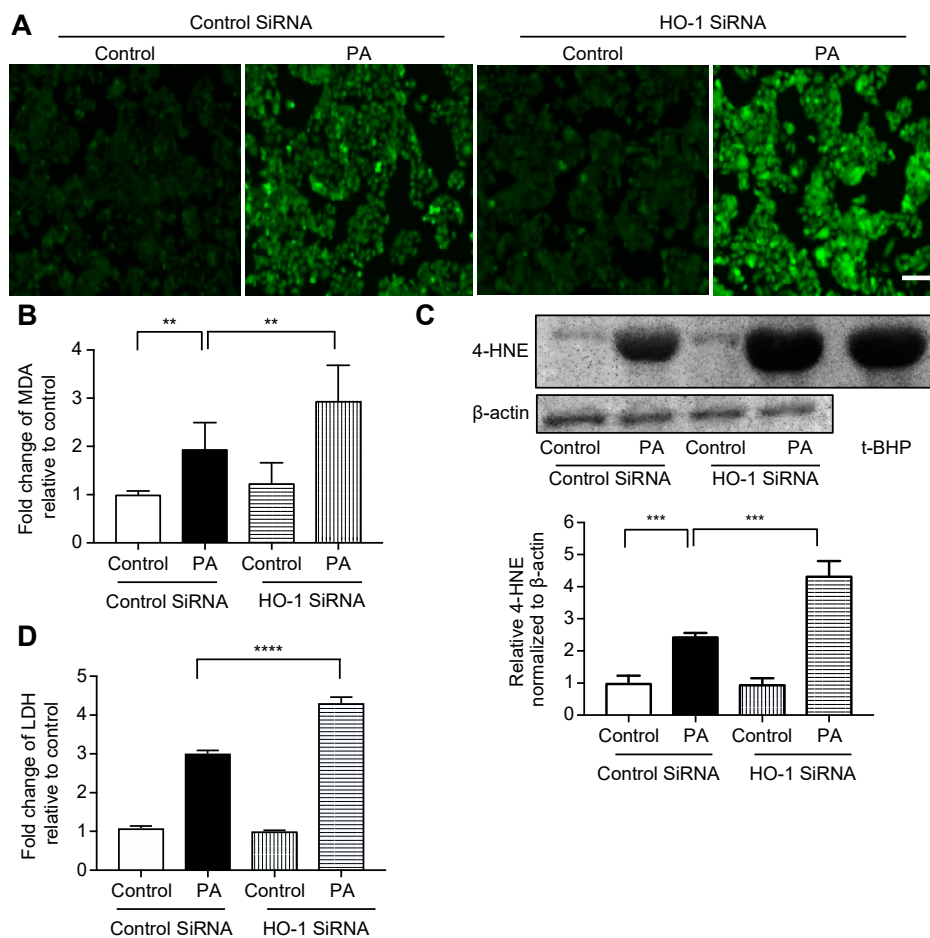 A
Control SiRNA
HO-1 SiRNA
Control
PA
Control
PA
B
**
**
Fold change of MDA
relative to control
4
3
2
1
0
Control
PA
Control
PA
Control SiRNA
HO-1 SiRNA
C
4-HNE
β-actin
Control
PA
Control
PA
t-BHP
Control SiRNA
HO-1 SiRNA
***
***
Relative 4-HNE
normalized to β-actin
6
5
4
3
2
1
0
Control
PA
Control
PA
Control SiRNA
HO-1 SiRNA
D
****
Fold change of LDH
relative to control
5
4
3
2
1
0
Control
PA
Control
PA
Control SiRNA
HO-1 SiRNA